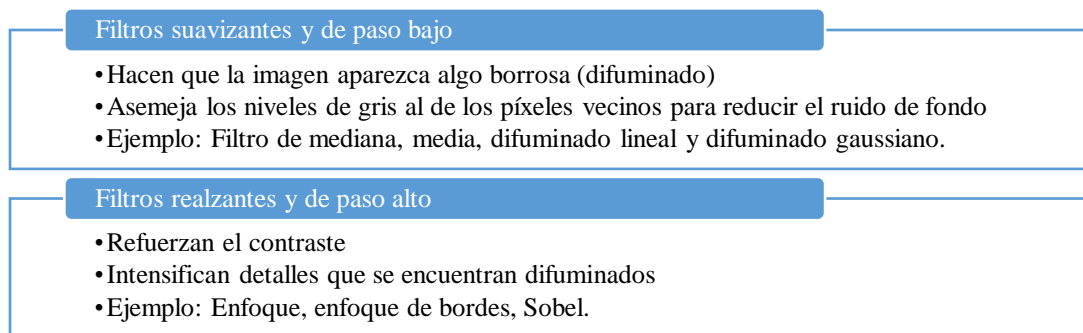 Filtros suavizantes y de paso bajo
•Hacen que la imagen aparezca algo borrosa (difuminado)
•Asemeja los niveles de gris al de los píxeles vecinos para reducir el ruido de fondo
•Ejemplo: Filtro de mediana, media, difuminado lineal y difuminado gaussiano.
Filtros realzantes y de paso alto
•Refuerzan el contraste
•Intensifican detalles que se encuentran difuminados
•Ejemplo: Enfoque, enfoque de bordes, Sobel.